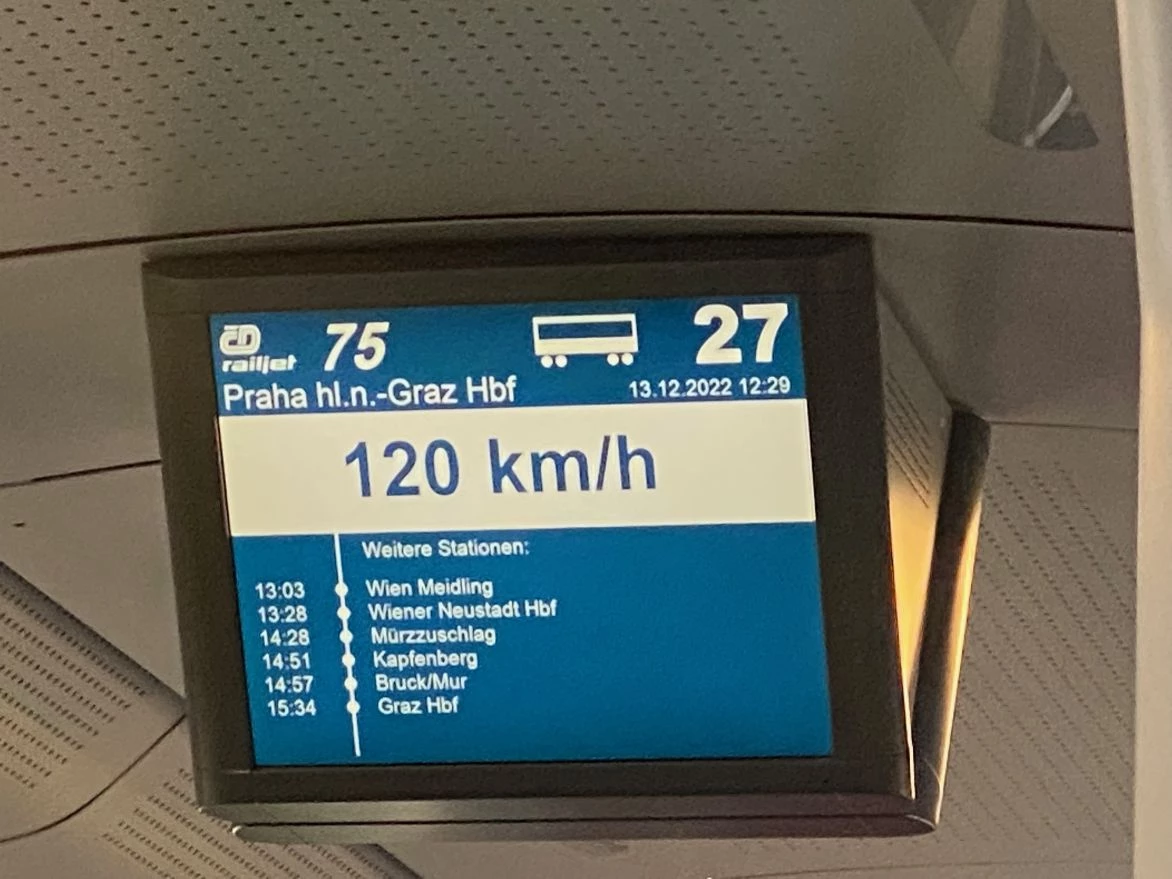 ČD railjet 75 27
Praha hl.n.-Graz Hbf 13.12.2022 12:29
120 km/h
Weitere Stationen:
13:03 Wien Meidling
13:28 Wiener Neustadt Hbf
14:28 Mürzzuschlag
14:51 Kapfenberg
14:57 Bruck/Mur
15:34 Graz Hbf